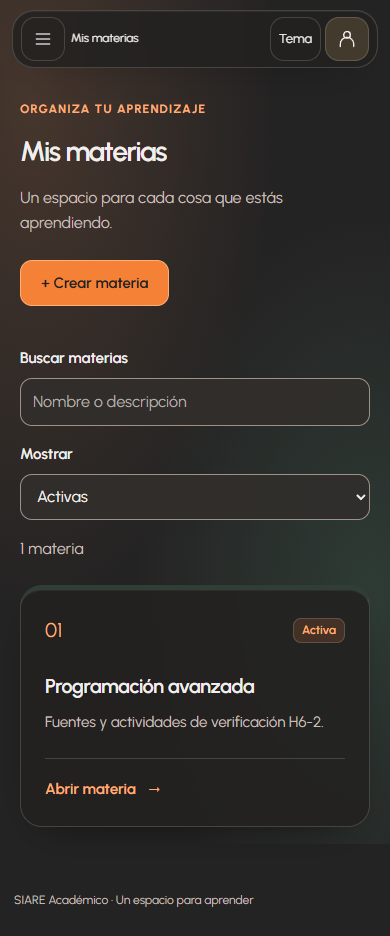 Mis materias
Tema
ORGANIZA TU APRENDIZAJE
Mis materias
Un espacio para cada cosa que estás
aprendiendo.
+ Crear materia
Buscar materias
Nombre o descripción
Mostrar
Activas
1 materia
01
Activa
Programación avanzada
Fuentes y actividades de verificación H6-2.
Abrir materia →
SIARE Académico · Un espacio para aprender